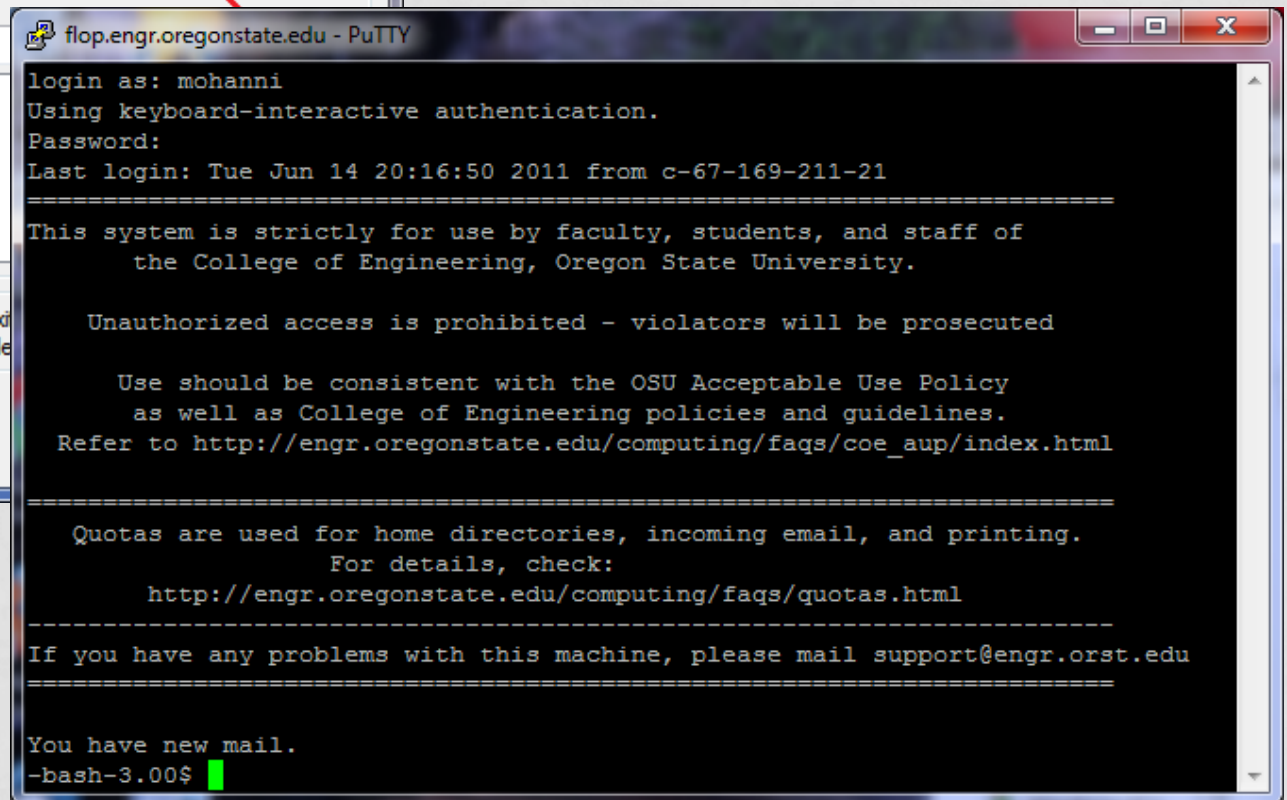 flop.engr.oregonstate.edu - PuTTY
login as: mohanni
Using keyboard-interactive authentication.
Password:
Last login: Tue Jun 14 20:16:50 2011 from c-67-169-211-21
========================================================================
This system is strictly for use by faculty, students, and staff of
the College of Engineering, Oregon State University.
Unauthorized access is prohibited - violators will be prosecuted
Use should be consistent with the OSU Acceptable Use Policy
as well as College of Engineering policies and guidelines.
Refer to http://engr.oregonstate.edu/computing/faqs/coe_aup/index.html
========================================================================
Quotas are used for home directories, incoming email, and printing.
For details, check:
http://engr.oregonstate.edu/computing/faqs/quotas.html
------------------------------------------------------------------------
If you have any problems with this machine, please mail support@engr.orst.edu
========================================================================
You have new mail.
-bash-3.00$